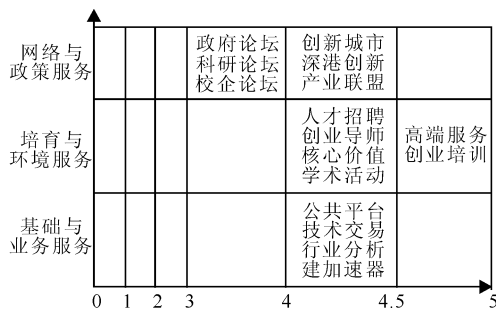 网络与
政策服务
政府论坛
科研论坛
校企论坛
创新城市
深港创新
产业联盟
培育与
环境服务
人才招聘
创业导师
核心价值
学术活动
高端服务
创业培训
基础与
业务服务
公共平台
技术交易
行业分析
建加速器
0 1 2 3 4 4.5 5